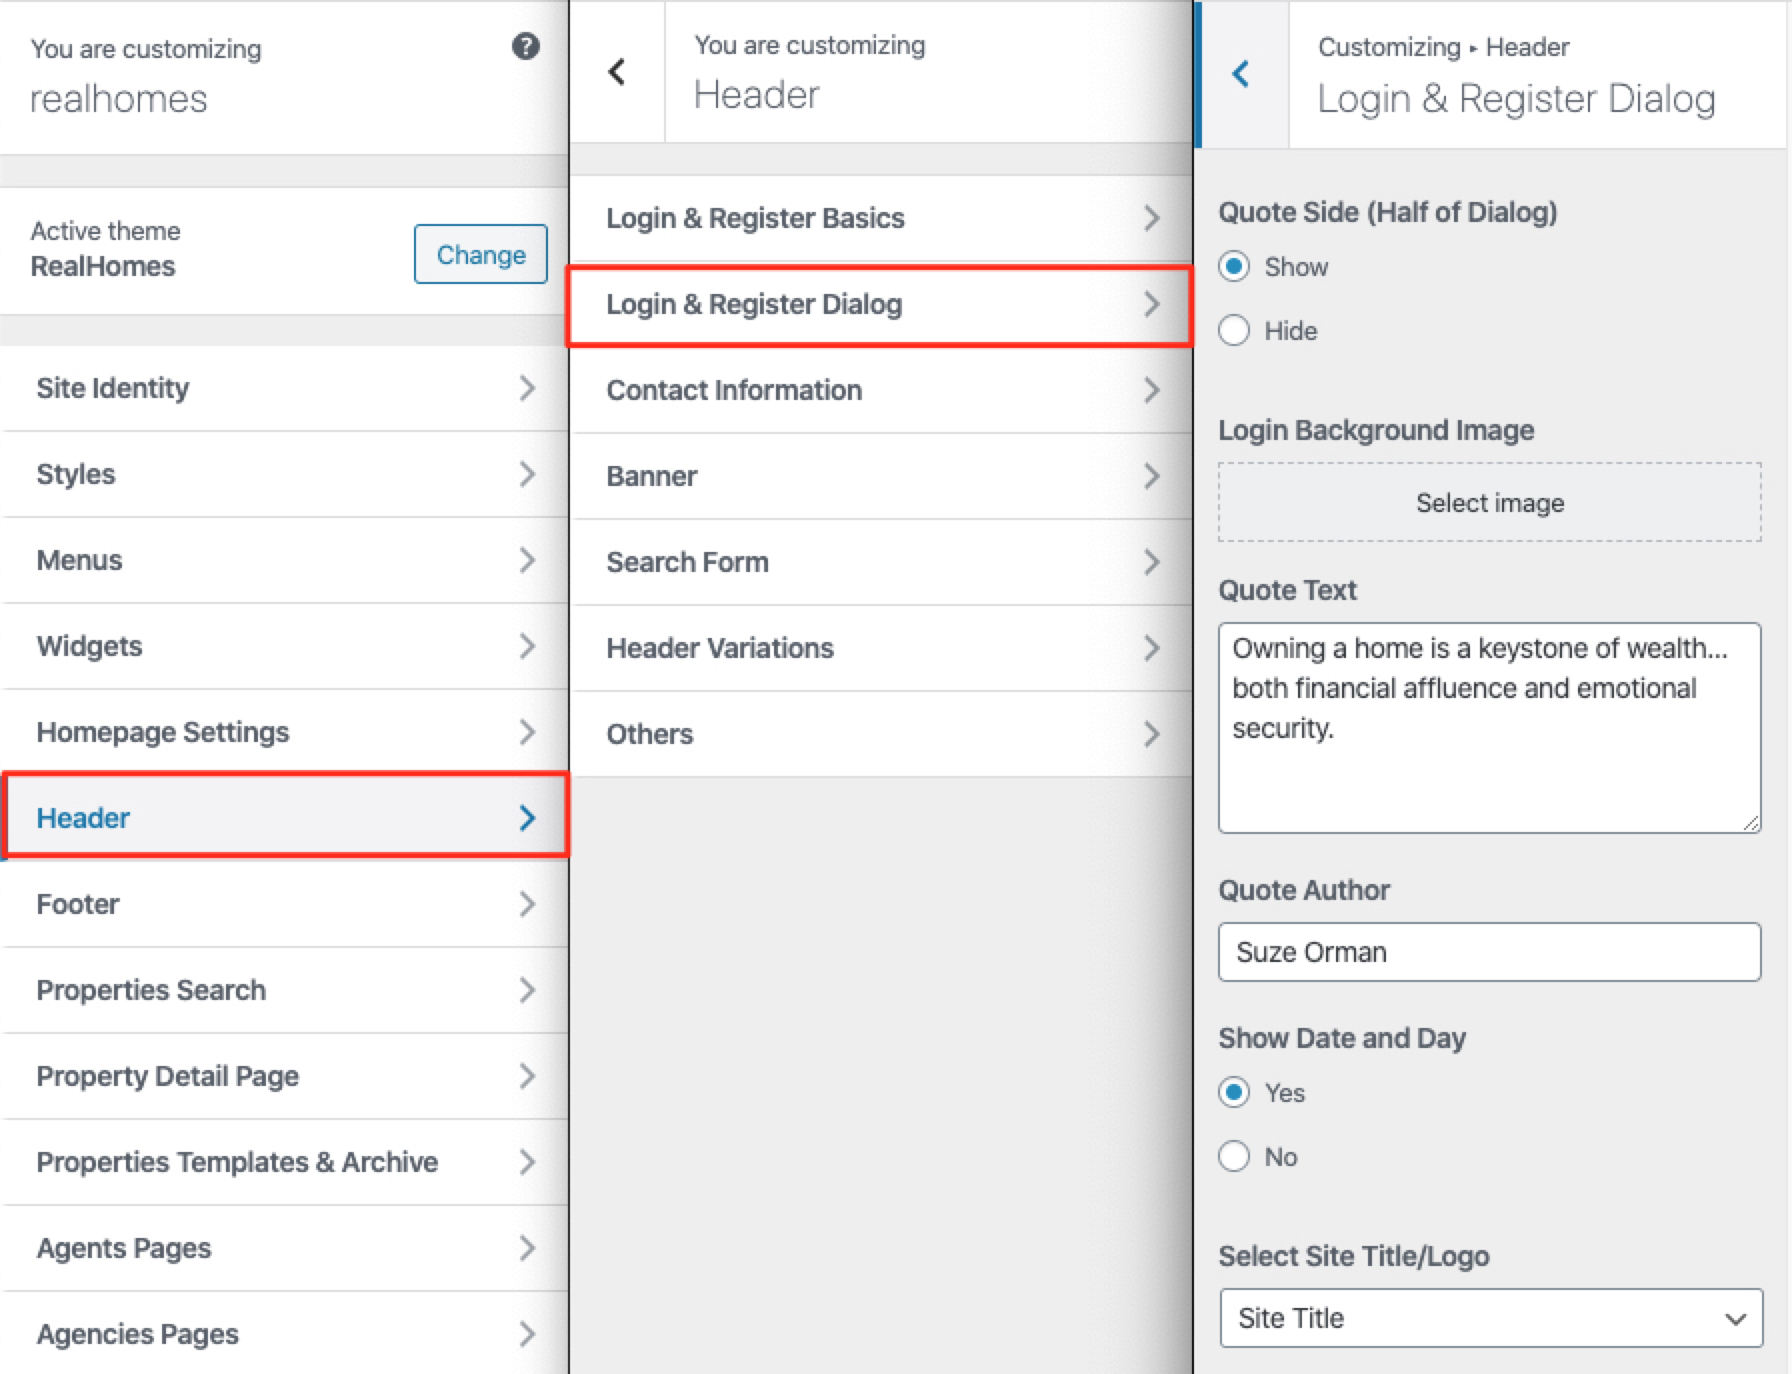 You are customizing
realhomes
Active theme
RealHomes
Change
Site Identity
Styles
Menus
Widgets
Homepage Settings
Header
Footer
Properties Search
Property Detail Page
Properties Templates & Archive
Agents Pages
Agencies Pages
You are customizing
Header
Login & Register Basics
Login & Register Dialog
Contact Information
Banner
Search Form
Header Variations
Others
Customizing ▸ Header
Login & Register Dialog
Quote Side (Half of Dialog)
Show
Hide
Login Background Image
Select image
Quote Text
Owning a home is a keystone of wealth...
both financial affluence and emotional
security.
Quote Author
Suze Orman
Show Date and Day
Yes
No
Select Site Title/Logo
Site Title